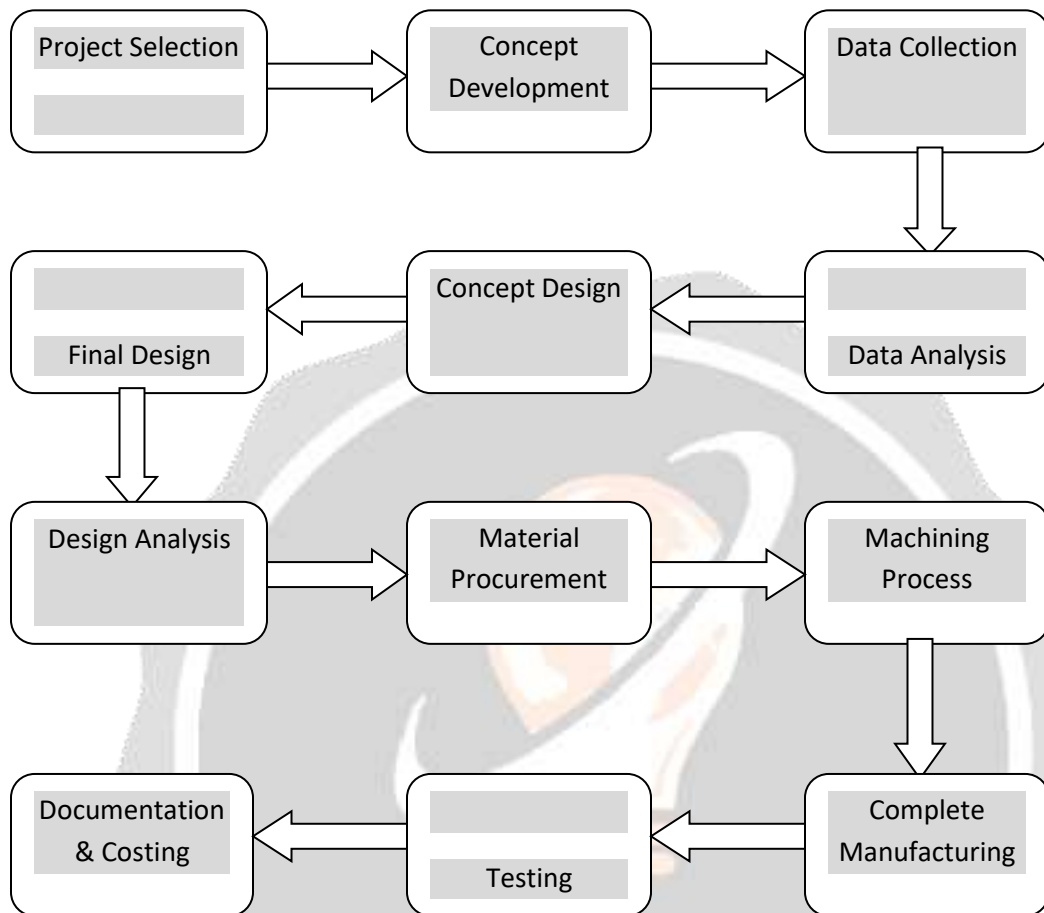 Project Selection
Concept
Development
Data Collection
Data Analysis
Concept Design
Final Design
Design Analysis
Material
Procurement
Machining
Process
Complete
Manufacturing
Testing
Documentation
& Costing